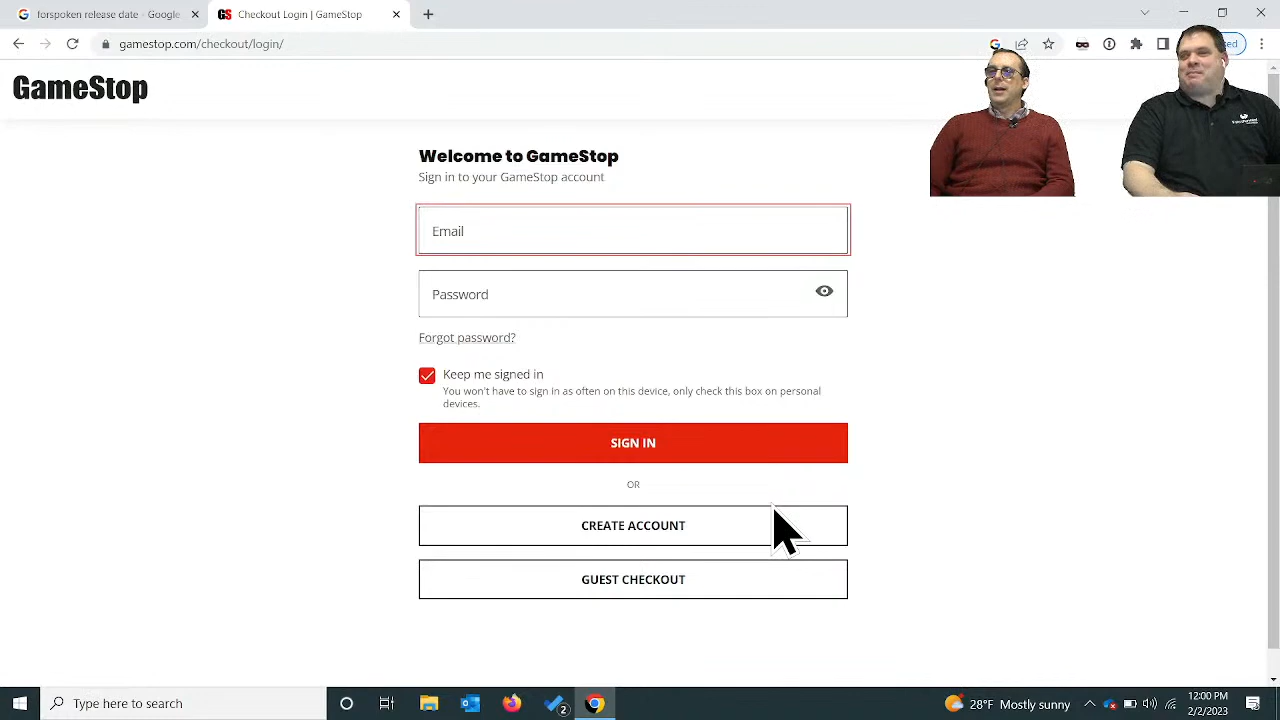 forspoken release date - Google
Checkout Login | GameStop
gamestop.com/checkout/login/
GameStop
Welcome to GameStop
Sign in to your GameStop account
Email
Password
Forgot password?
Keep me signed in
You won't have to sign in as often on this device, only check this box on personal
devices.
SIGN IN
OR
CREATE ACCOUNT
GUEST CHECKOUT
Type here to search
2
28°F Mostly sunny
12:00 PM
2/2/2023